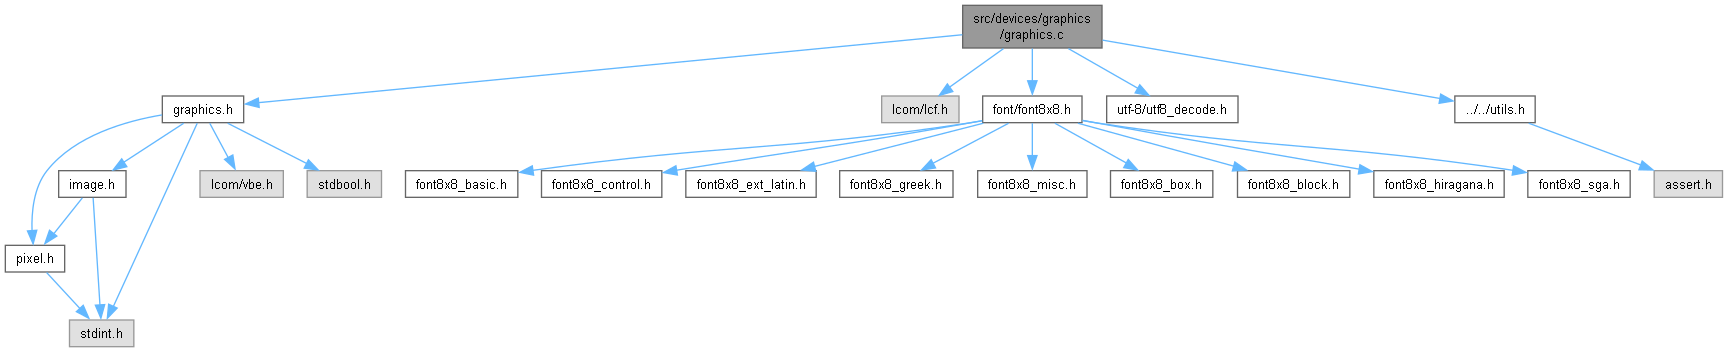 src/devices/graphics
/graphics.c
graphics.h
lcom/lcf.h
font/font8x8.h
utf-8/utf8_decode.h
../../utils.h
image.h
lcom/vbe.h
stdbool.h
font8x8_basic.h
font8x8_control.h
font8x8_ext_latin.h
font8x8_greek.h
font8x8_misc.h
font8x8_box.h
font8x8_block.h
font8x8_hiragana.h
font8x8_sga.h
assert.h
pixel.h
stdint.h